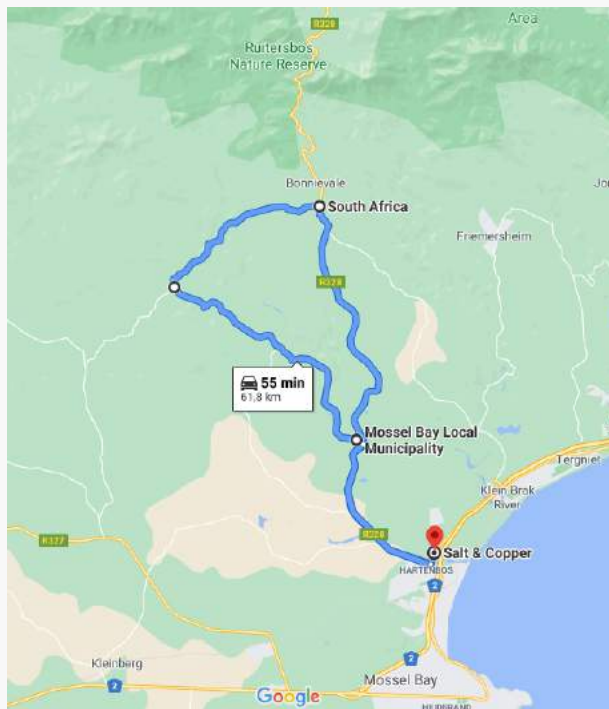 R328
Area
Ruitersbos
Nature Reserve
Bonnievale
South Africa
Friemersheim
R328
55 min
61,8 km
Mossel Bay Local
Municipality
Tergniet
Klein Brak
River
R327
R328
Salt & Copper
HARTENBOS
2
2
Kleinberg
2
Mossel Bay
Google